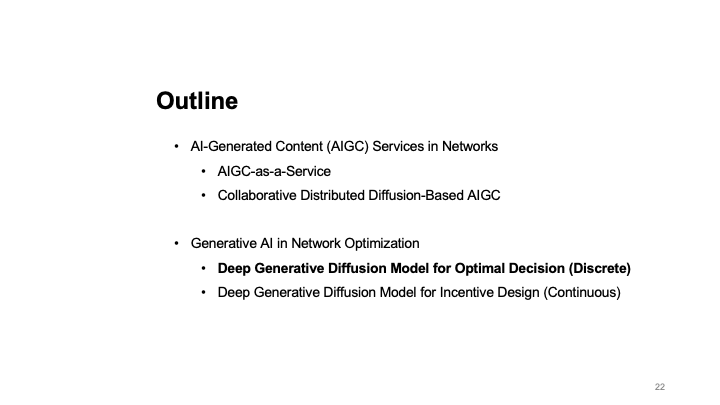 Outline
• AI-Generated Content (AIGC) Services in Networks
• AIGC-as-a-Service
• Collaborative Distributed Diffusion-Based AIGC
• Generative AI in Network Optimization
• Deep Generative Diffusion Model for Optimal Decision (Discrete)
• Deep Generative Diffusion Model for Incentive Design (Continuous)
22